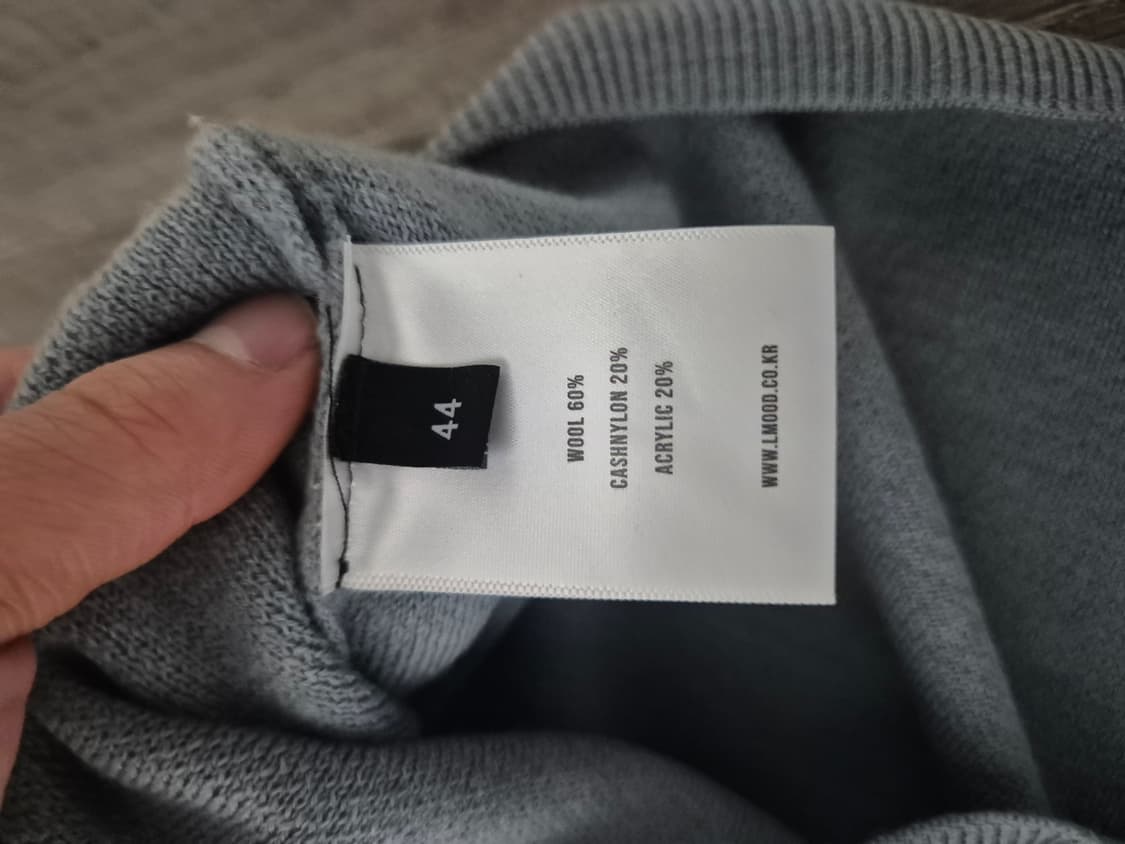 44
WOOL 60%
CASHNYLON 20%
ACRYLIC 20%
WWW.LMOOD.CO.KR